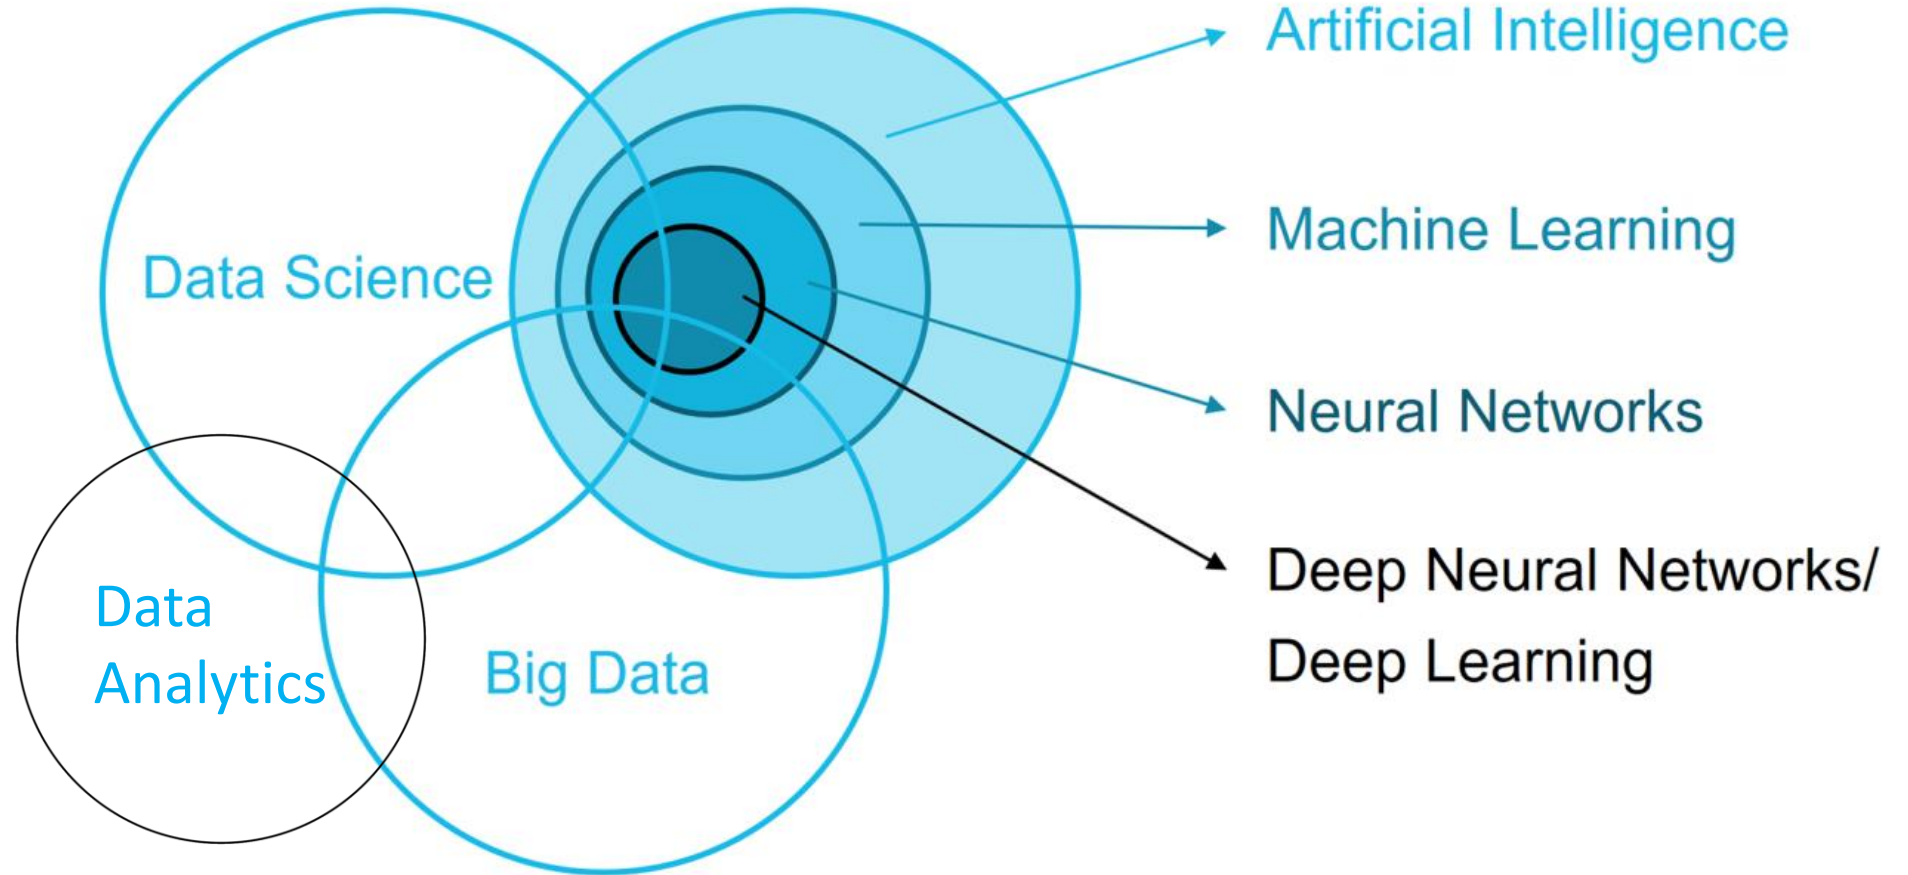 Artificial Intelligence
Machine Learning
Data Science
Neural Networks
Deep Neural Networks/
Deep Learning
Data
Analytics
Big Data